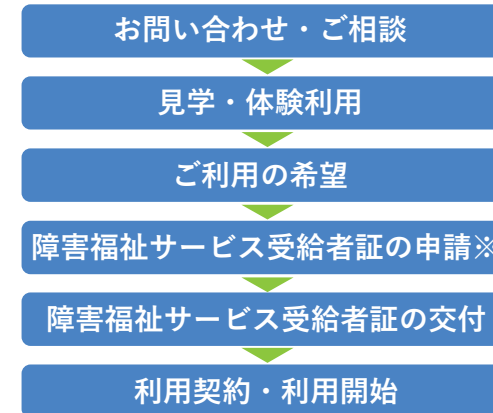 お問い合わせ・ご相談
見学・体験利用
ご利用の希望
障害福祉サービス受給者証の申請※
障害福祉サービス受給者証の交付
利用契約・利用開始